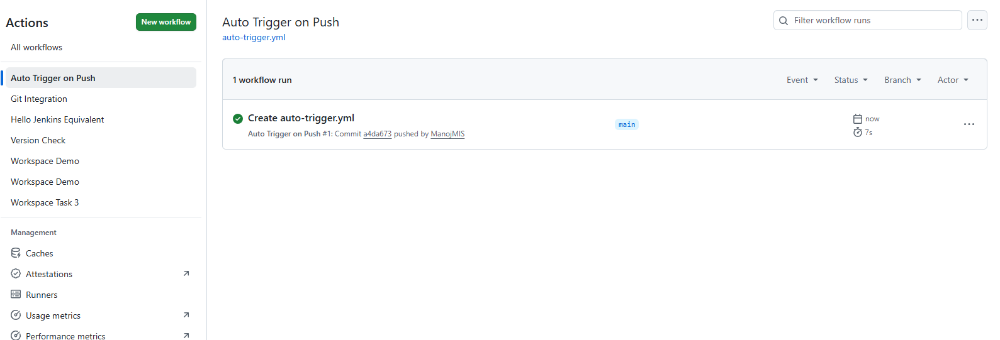 Actions
New workflow
All workflows
Auto Trigger on Push
Git Integration
Hello Jenkins Equivalent
Version Check
Workspace Demo
Workspace Demo
Workspace Task 3
Management
Caches
Attestations
Runners
Usage metrics
Performance metrics
Auto Trigger on Push
auto-trigger.yml
Filter workflow runs
1 workflow run
Event
Status
Branch
Actor
Create auto-trigger.yml
Auto Trigger on Push #1: Commit a4da673 pushed by ManojMIS
main
now
7s